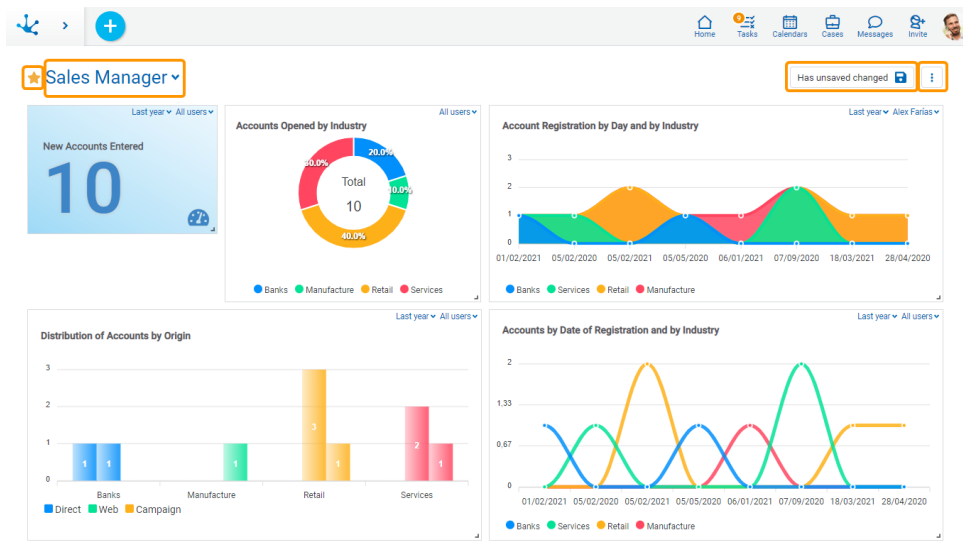 9
Home Tasks Calendars Cases Messages Invite
Sales Manager
Has unsaved changed
Last year All users
New Accounts Entered
10
All users
Accounts Opened by Industry
20.0%
30.0%
Total
10.0%
10
40.0%
Banks Manufacture Retail Services
Last year Alex Farías
Account Registration by Day and by Industry
3
2
1
0
01/02/2021 05/02/2020 05/02/2021 05/05/2020 06/01/2021 07/09/2020 18/03/2021 28/04/2020
Banks Services Retail Manufacture
Last year All users
Distribution of Accounts by Origin
3
2
1
0
1 1 1 3 1 2 1
Banks Manufacture Retail Services
Direct Web Campaign
Last year All users
Accounts by Date of Registration and by Industry
2
1,33
0.67
0
01/02/2021 05/02/2020 05/02/2021 05/05/2020 06/01/2021 07/09/2020 18/03/2021 28/04/2020
Banks Services Retail Manufacture